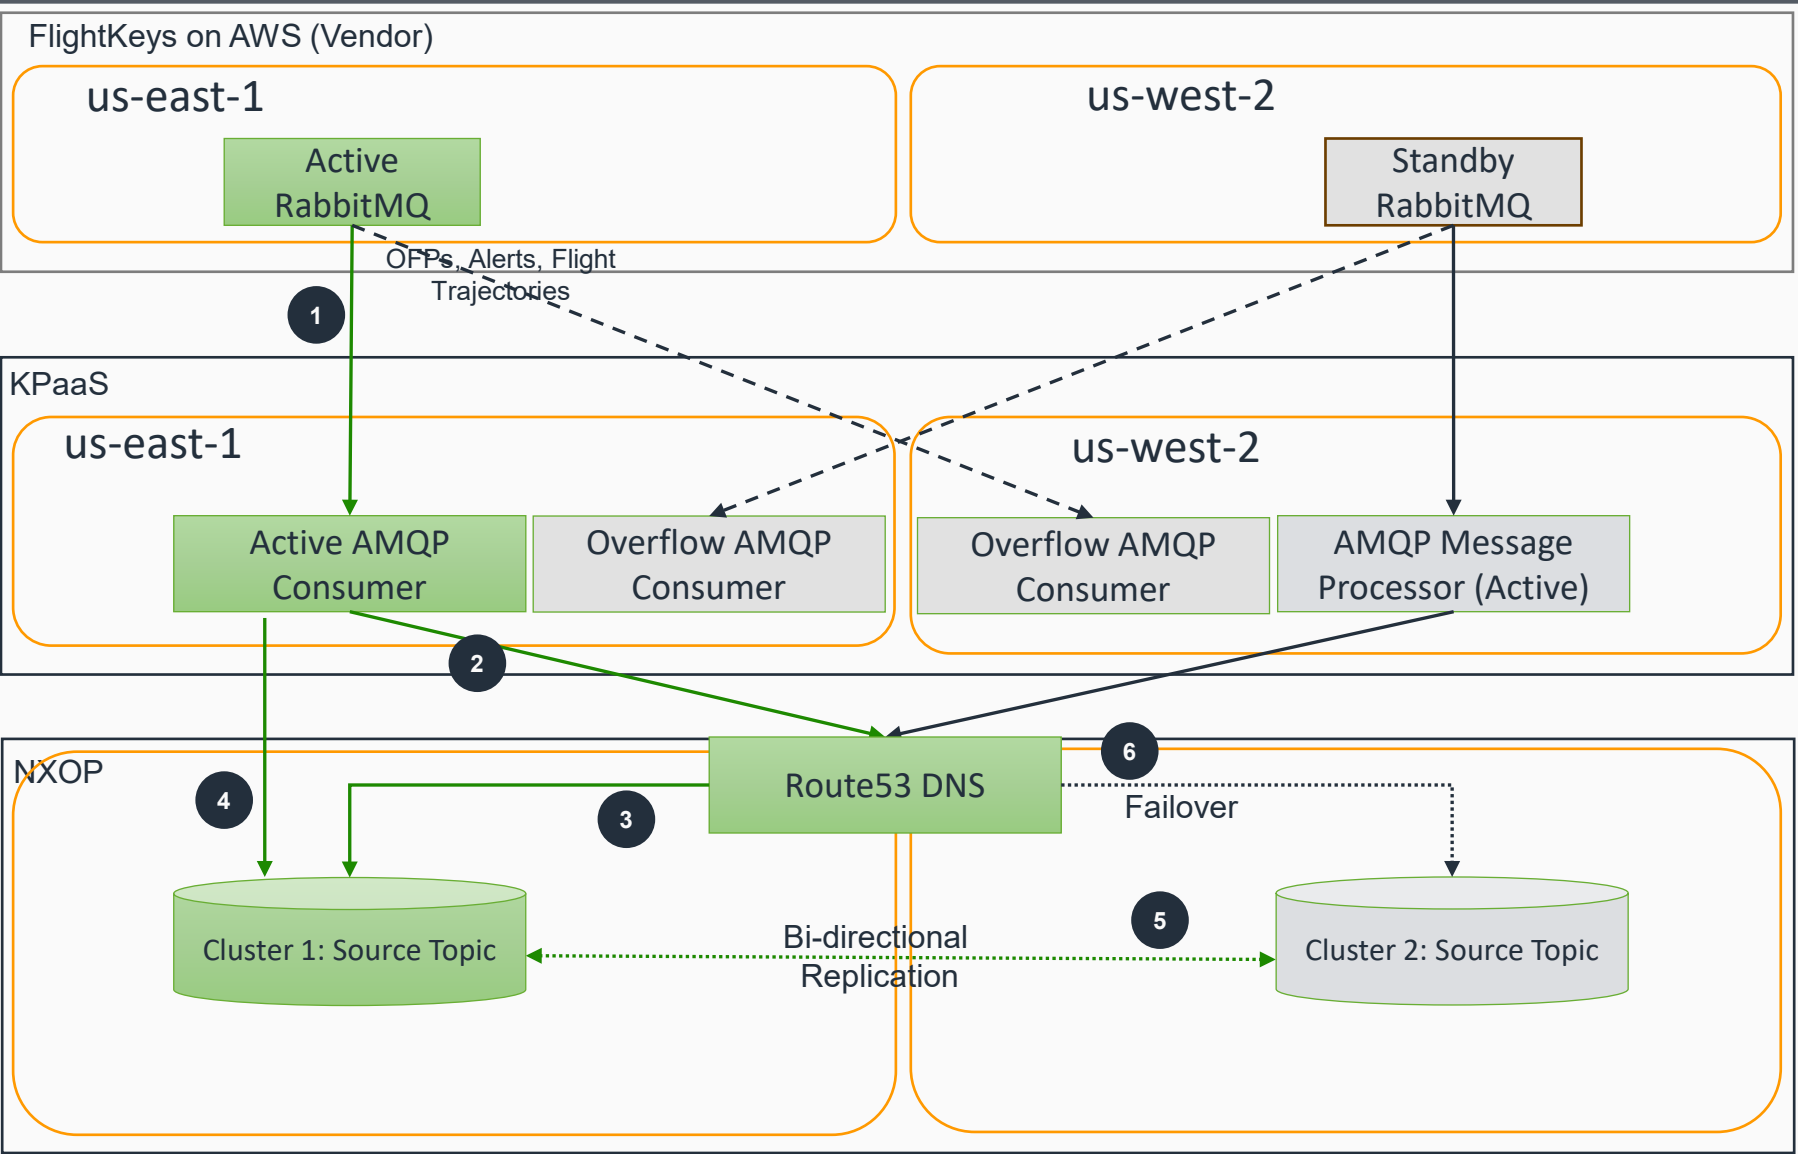 FlightKeys on AWS (Vendor)
us-east-1
us-west-2
Active
RabbitMQ
Standby
RabbitMQ
OFPs, Alerts, Flight
Trajectories
1
KPaaS
us-east-1
us-west-2
Active AMQP
Consumer
Overflow AMQP
Consumer
Overflow AMQP
Consumer
AMQP Message
Processor (Active)
2
NXOP
Route53 DNS
6
Failover
4
3
Cluster 1: Source Topic
Bi-directional
Replication
5
Cluster 2: Source Topic